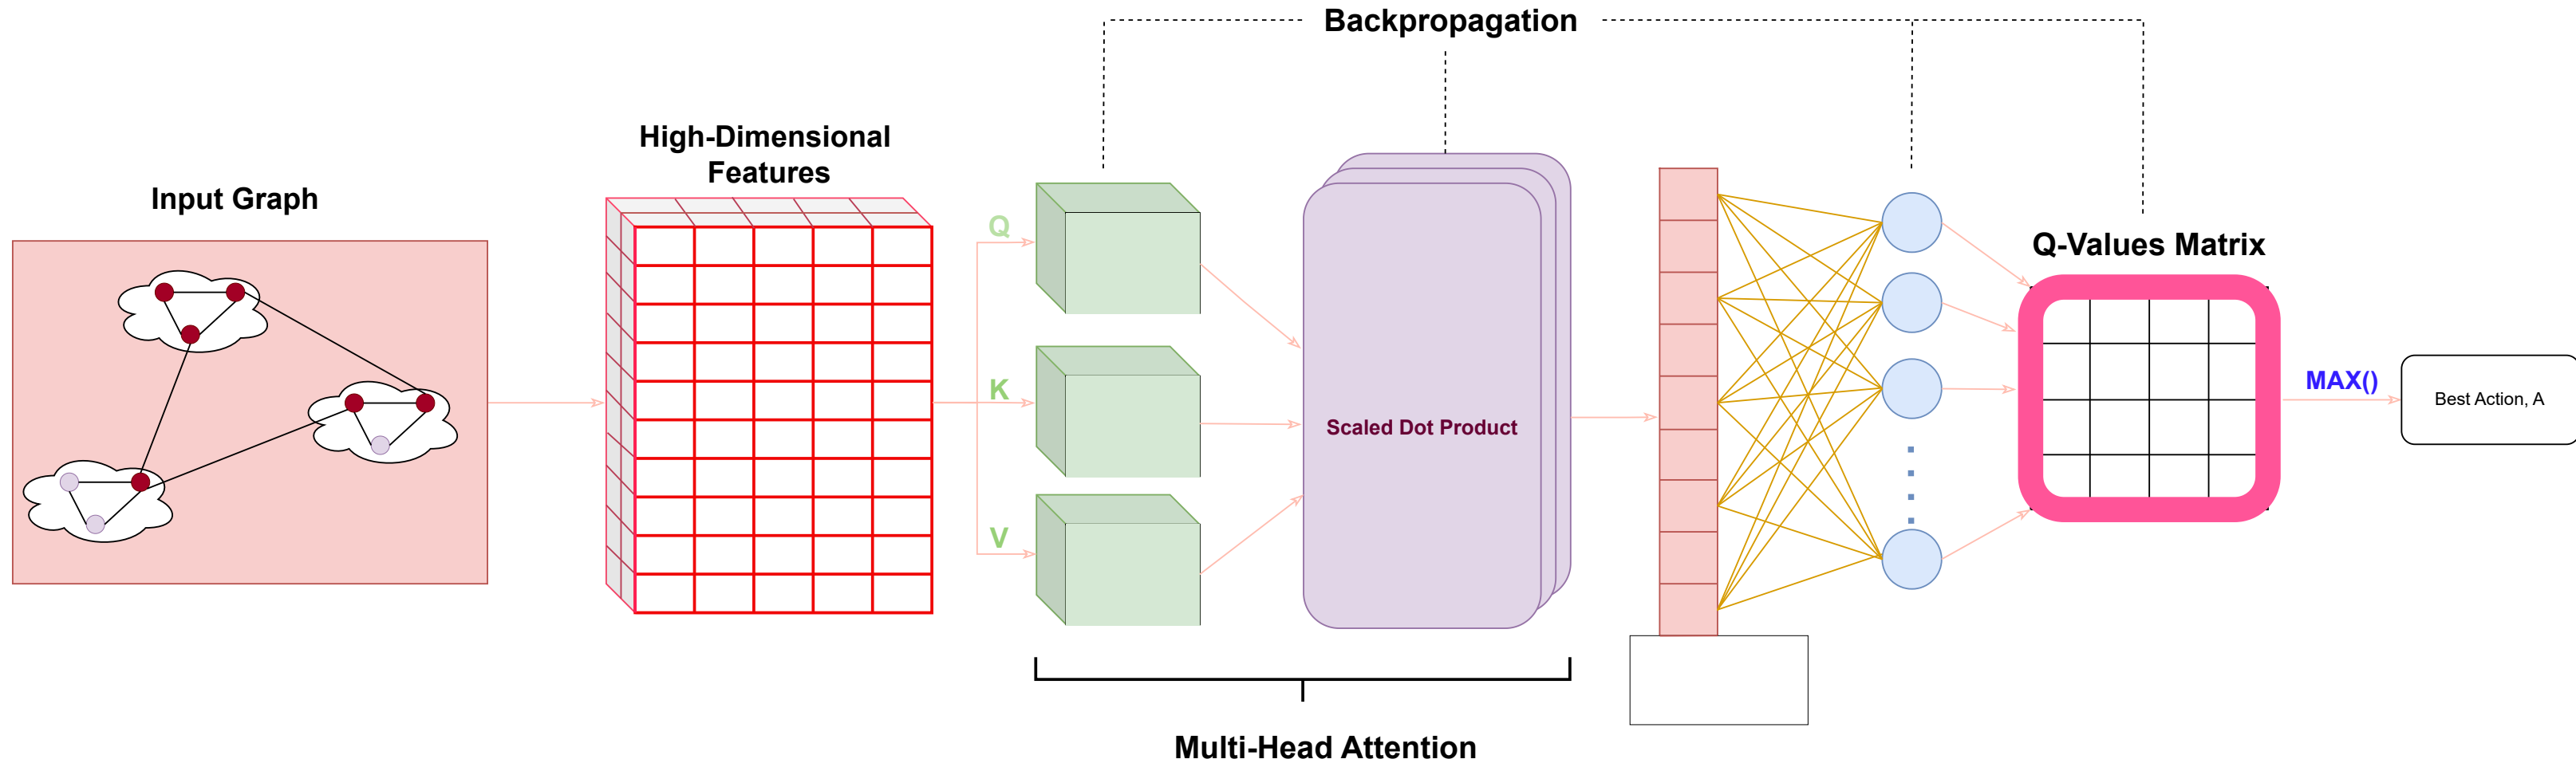 Backpropagation
High-Dimensional
Features
Input Graph
Q
K
V
Scaled Dot Product
Q-Values Matrix
MAX()
Best Action, A
Multi-Head Attention